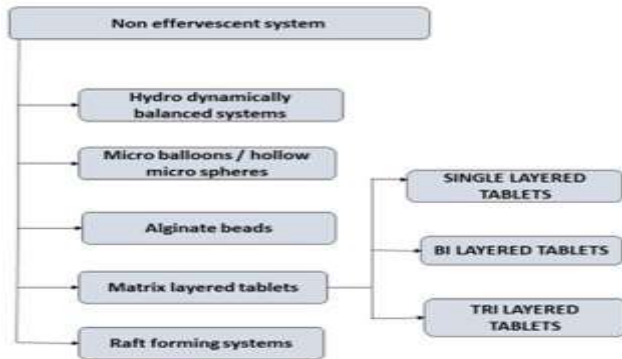 Non effervescent system
Hydro dynamically
balanced systems
Micro balloons / hollow
micro spheres
Alginate beads
Matrix layered tablets
Raft forming systems
SINGLE LAYERED
TABLETS
BI LAYERED TABLETS
TRI LAYERED
TABLETS